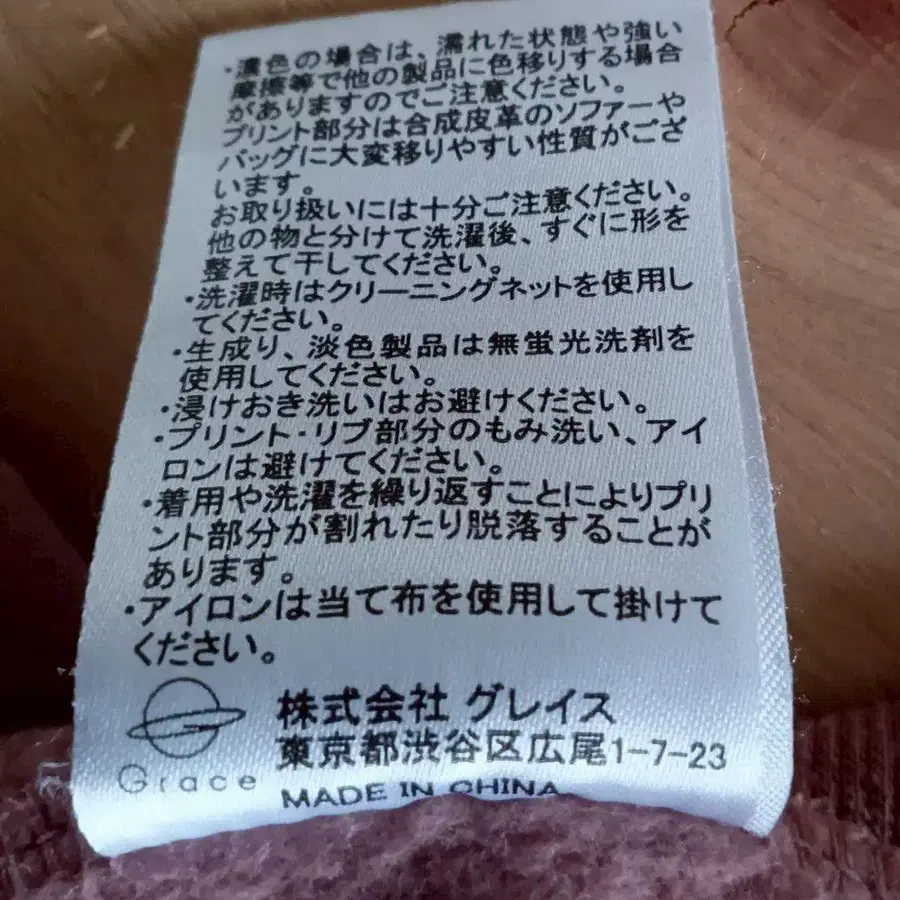 ・濃色の場合は、濡れた状態や強い
摩擦等で他の製品に色移りする場合
がありますのでご注意ください。
プリント部分は合成皮革のソファーや
バッグに大変移りやすい性質がござ
います。
お取り扱いには十分ご注意ください。
他の物と分けて洗濯後、すぐに形を
整えて干してください。
・洗濯時はクリーニングネットを使用し
てください。
・生成り、淡色製品は無蛍光洗剤を
使用してください。
・浸けおき洗いはお避けください。
・プリント・リブ部分のもみ洗い、アイ
ロンは避けてください。
・着用や洗濯を繰り返すことによりプリ
ント部分が割れたり脱落することが
あります。
・アイロンは当て布を使用して掛けて
ください。
株式会社 グレイス
東京都渋谷区広尾1-7-23
Grace
MADE IN CHINA